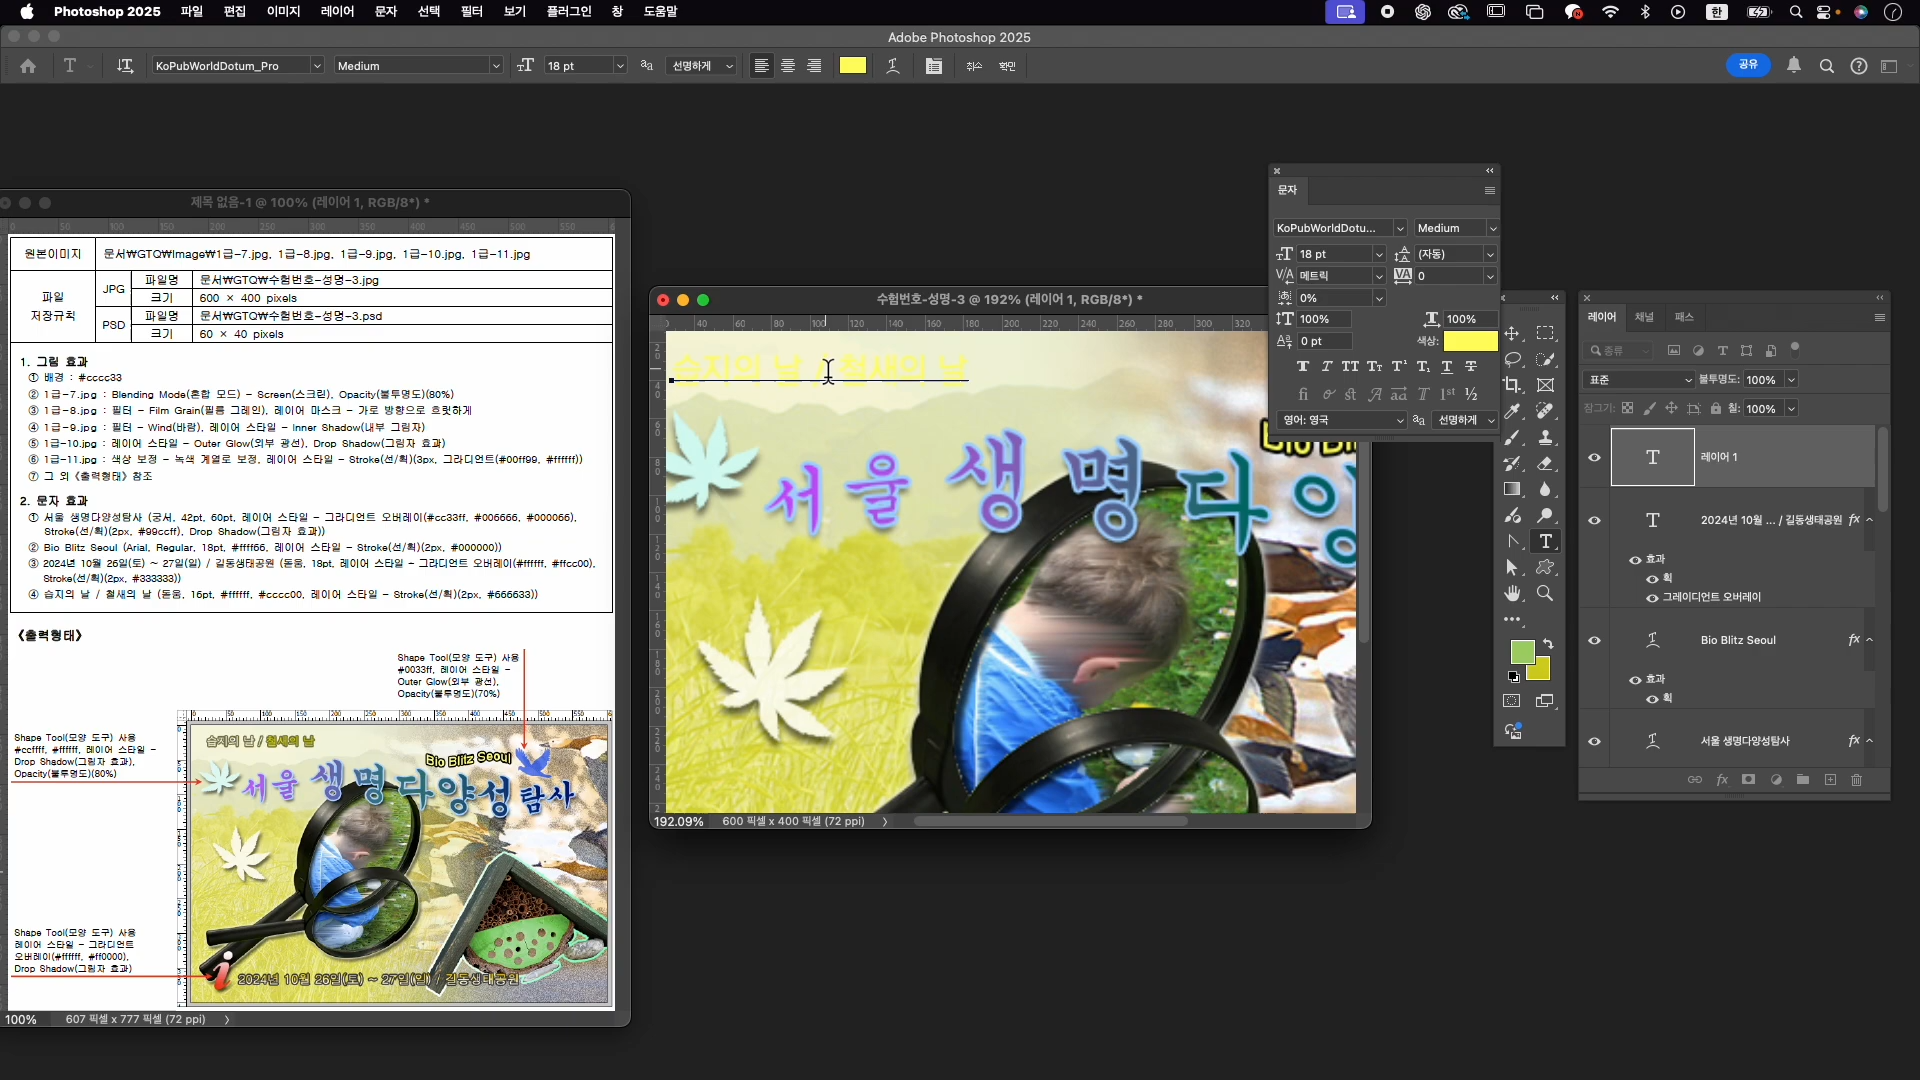 Photoshop 2025 파일 편집 이미지 레이어 문자 선택 필터 보기 플러그인 창 도움말
Adobe Photoshop 2025
KoPubWorldDotum_Pro Medium 18 pt 선명하게 취소 확인 공유
제목 없음-1 @ 100% (레이어 1, RGB/8*) *
원본이미지 문서₩GTQ₩Image₩1급-7.jpg, 1급-8.jpg, 1급-9.jpg, 1급-10.jpg, 1급-11.jpg
파일 저장규칙
JPG 파일명 문서₩GTQ₩수험번호-성명-3.jpg
크기 600 × 400 pixels
PSD 파일명 문서₩GTQ₩수험번호-성명-3.psd
크기 60 × 40 pixels
1. 그림 효과
① 배경 : #cccc33
② 1급-7.jpg : Blending Mode(혼합 모드) - Screen(스크린), Opacity(불투명도)(80%)
③ 1급-8.jpg : 필터 - Film Grain(필름 그레인), 레이어 마스크 - 가로 방향으로 흐릿하게
④ 1급-9.jpg : 필터 - Wind(바람), 레이어 스타일 - Inner Shadow(내부 그림자)
⑤ 1급-10.jpg : 레이어 스타일 - Outer Glow(외부 광선), Drop Shadow(그림자 효과)
⑥ 1급-11.jpg : 색상 보정 - 녹색 계열로 보정, 레이어 스타일 - Stroke(선/획)(3px, 그라디언트(#00ff99, #ffffff))
⑦ 그 외 《출력형태》 참조
2. 문자 효과
① 서울 생명다양성탐사 (궁서, 42pt, 60pt, 레이어 스타일 - 그라디언트 오버레이(#cc33ff, #006666, #000066),
Stroke(선/획)(2px, #99ccff), Drop Shadow(그림자 효과))
② Bio Blitz Seoul (Arial, Regular, 18pt, #ffff66, 레이어 스타일 - Stroke(선/획)(2px, #000000))
③ 2024년 10월 26일(토) ~ 27일(일) / 길동생태공원 (돋움, 18pt, 레이어 스타일 - 그라디언트 오버레이(#ffffff, #ffcc00),
Stroke(선/획)(2px, #333333))
④ 습지의 날 / 철새의 날 (돋움, 16pt, #ffffff, #cccc00, 레이어 스타일 - Stroke(선/획)(2px, #666633))
《출력형태》
Shape Tool(모양 도구) 사용
#0033ff, 레이어 스타일 -
Outer Glow(외부 광선),
Opacity(불투명도)(70%)
Shape Tool(모양 도구) 사용
#ccffff, #ffffff, 레이어 스타일 -
Drop Shadow(그림자 효과),
Opacity(불투명도)(80%)
Shape Tool(모양 도구) 사용
레이어 스타일 - 그라디언트
오버레이(#ffffff, #ff0000),
Drop Shadow(그림자 효과)
습지의 날 / 철새의 날
Bio Blitz Seoul
서울 생명다양성탐사
2024년 10월 26일(토) ~ 27일(일) / 길동생태공원
100% 607 픽셀 x 777 픽셀 (72 ppi)
수험번호-성명-3 @ 192% (레이어 1, RGB/8*) *
40 60 80 100 120 140 160 180 200 220 240 260 280 300 320
습지의 날 / 철새의 날
Bio Bli
서울 생명다양
192.09% 600 픽셀 x 400 픽셀 (72 ppi)
문자
KoPubWorldDotu... Medium
18 pt (자동)
메트릭 0
0%
100% 100%
0 pt 색상:
영어: 영국 선명하게
레이어 채널 패스
종류
표준 불투명도: 100%
잠그기: 칠: 100%
레이어 1
2024년 10월 ... / 길동생태공원 fx
효과
획
그레이디언트 오버레이
Bio Blitz Seoul fx
효과
획
서울 생명다양성탐사 fx